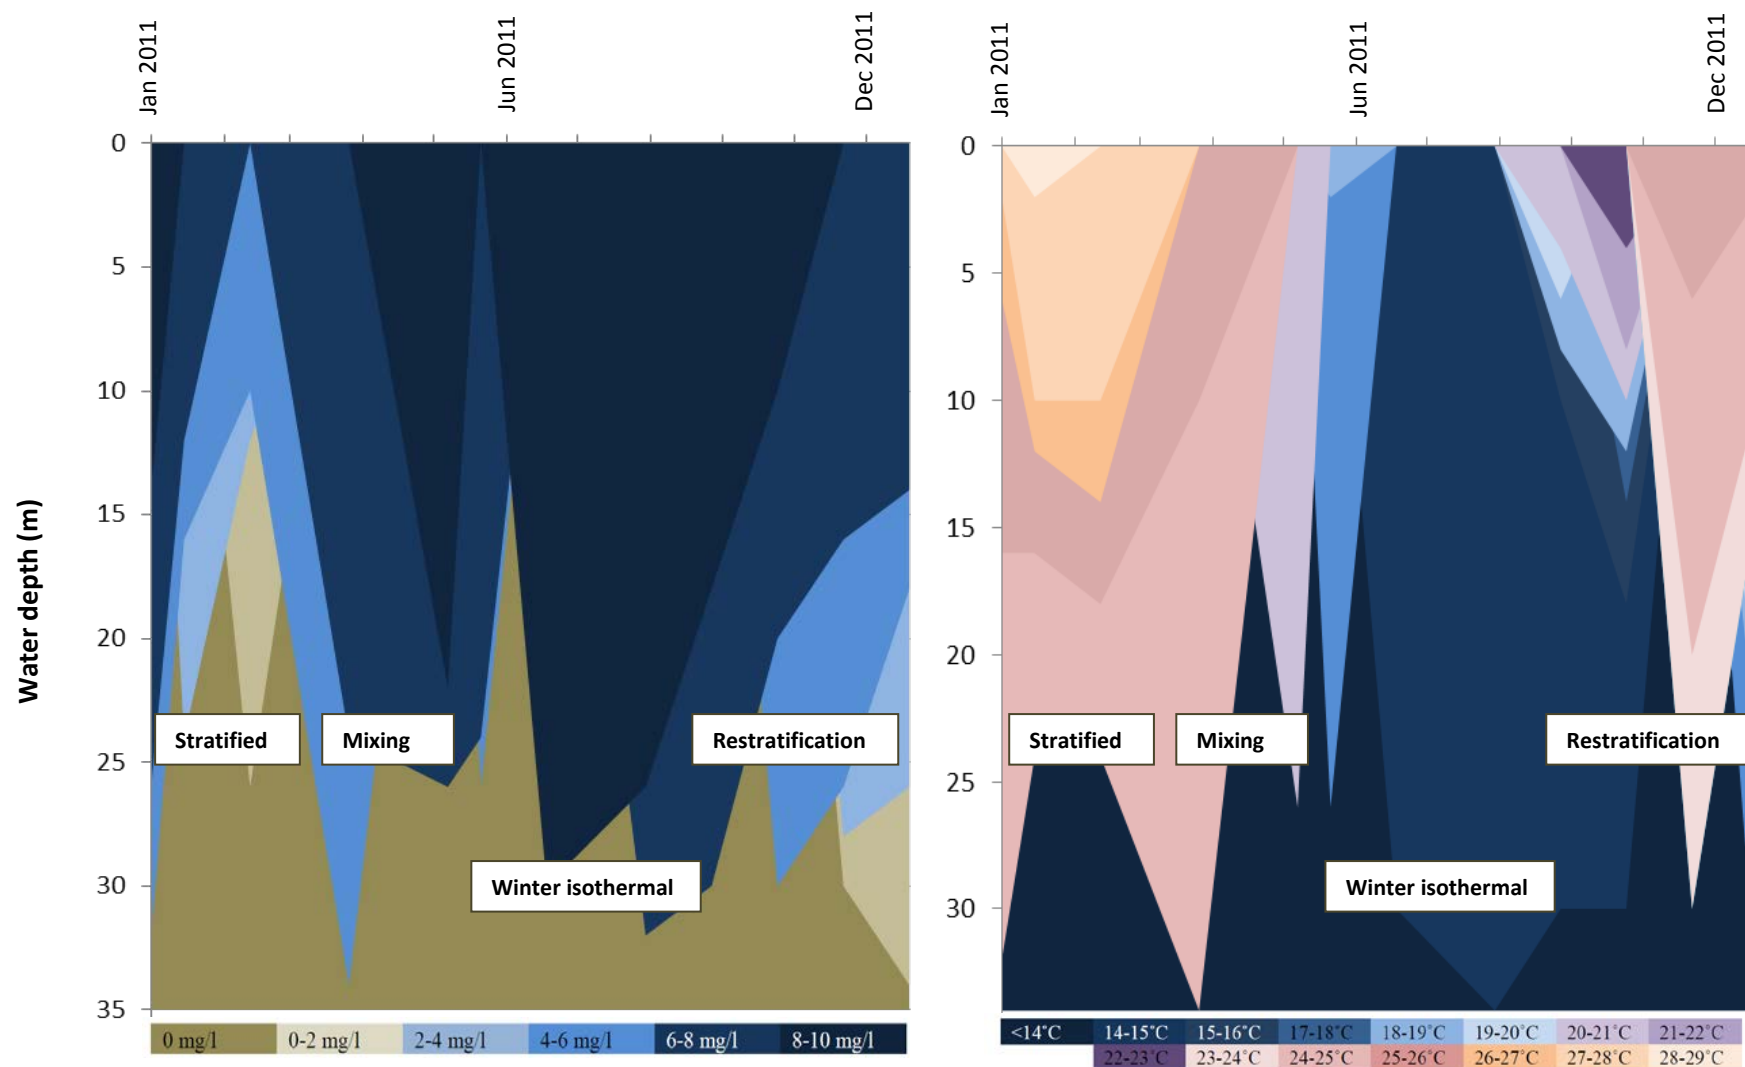 Jan 2011
Jun 2011
Dec 2011
Jan 2011
Jun 2011
Dec 2011
Water depth (m)
0
5
10
15
20
25
30
35
Stratified
Mixing
Restratification
Winter isothermal
0 mg/l 0-2 mg/l 2-4 mg/l 4-6 mg/l 6-8 mg/l 8-10 mg/l
0
5
10
15
20
25
30
Stratified
Mixing
Restratification
Winter isothermal
<14˚C 14-15˚C 15-16˚C 17-18˚C 18-19˚C 19-20˚C 20-21˚C 21-22˚C
22-23˚C 23-24˚C 24-25˚C 25-26˚C 26-27˚C 27-28˚C 28-29˚C